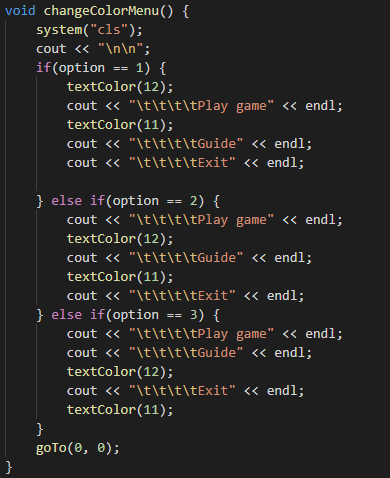 void changeColorMenu() {
    system("cls");
    cout << "\n\n";
    if(option == 1) {
        textColor(12);
        cout << "\t\t\t\tPlay game" << endl;
        textColor(11);
        cout << "\t\t\t\tGuide" << endl;
        cout << "\t\t\t\tExit" << endl;

    } else if(option == 2) {
        cout << "\t\t\t\tPlay game" << endl;
        textColor(12);
        cout << "\t\t\t\tGuide" << endl;
        textColor(11);
        cout << "\t\t\t\tExit" << endl;
    } else if(option == 3) {
        cout << "\t\t\t\tPlay game" << endl;
        cout << "\t\t\t\tGuide" << endl;
        textColor(12);
        cout << "\t\t\t\tExit" << endl;
        textColor(11);
    }
    goTo(0, 0);
}